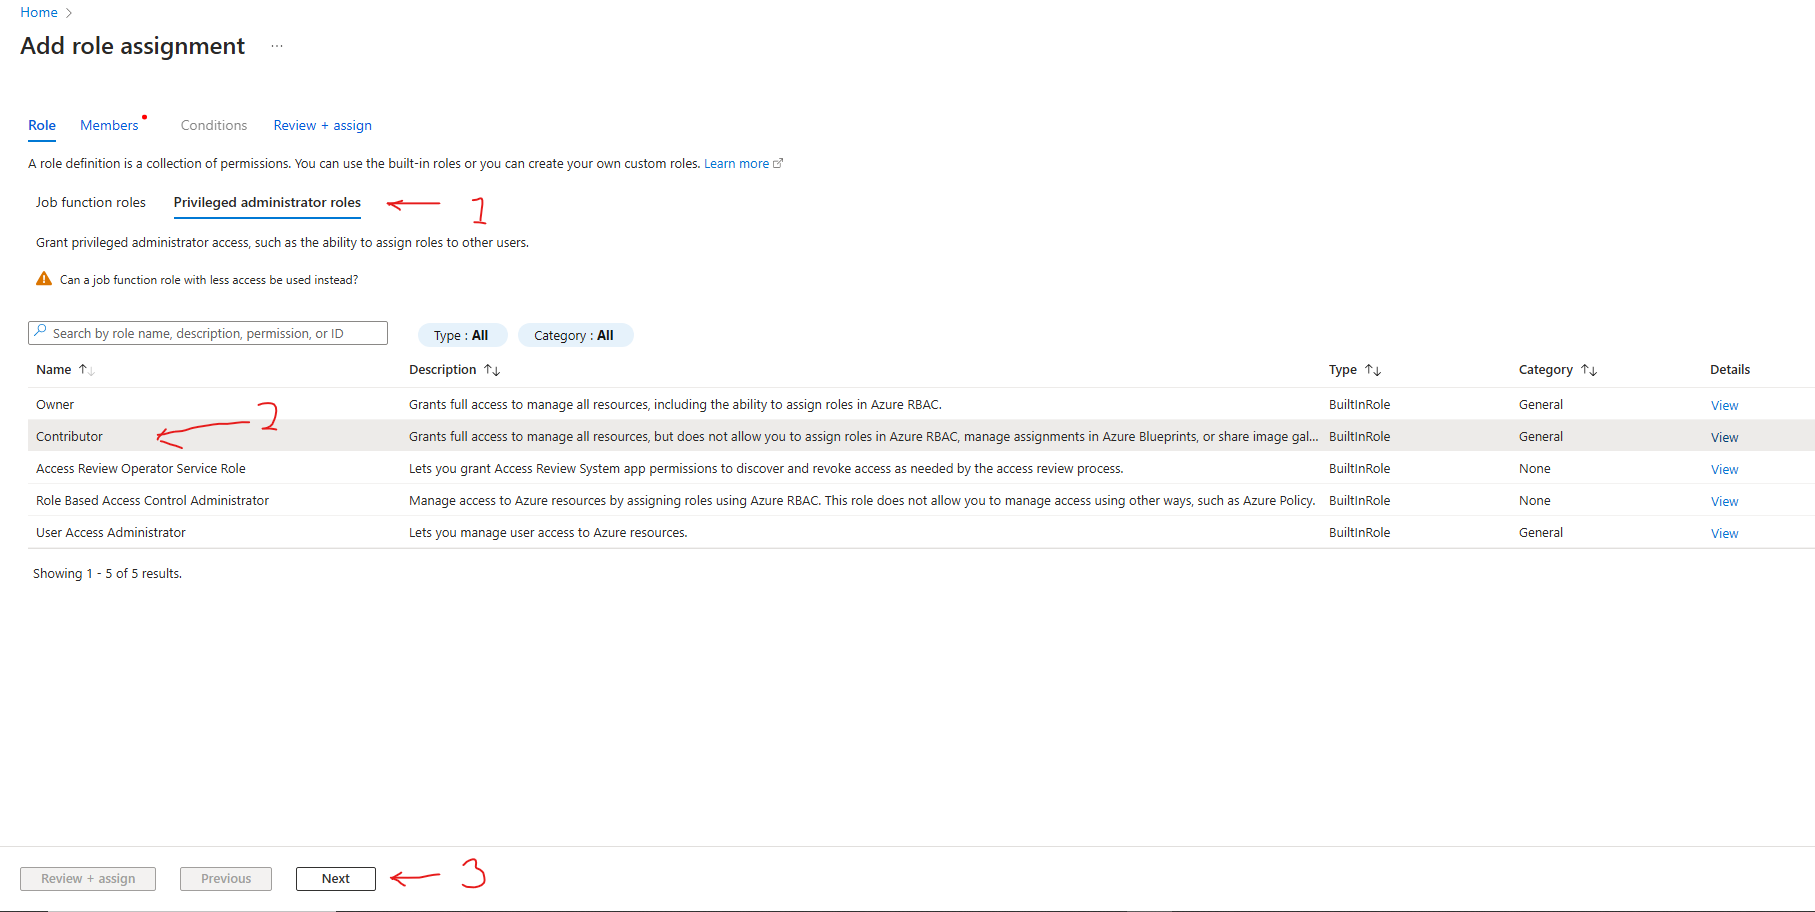 Home >
Add role assignment ...
Role Members Conditions Review + assign
A role definition is a collection of permissions. You can use the built-in roles or you can create your own custom roles. Learn more
Job function roles Privileged administrator roles 1
Grant privileged administrator access, such as the ability to assign roles to other users.
Can a job function role with less access be used instead?
Search by role name, description, permission, or ID Type : All Category : All
Name ↑↓ Description ↑↓ Type ↑↓ Category ↑↓ Details
Owner Grants full access to manage all resources, including the ability to assign roles in Azure RBAC. BuiltInRole General View
2
Contributor Grants full access to manage all resources, but does not allow you to assign roles in Azure RBAC, manage assignments in Azure Blueprints, or share image gal... BuiltInRole General View
Access Review Operator Service Role Lets you grant Access Review System app permissions to discover and revoke access as needed by the access review process. BuiltInRole None View
Role Based Access Control Administrator Manage access to Azure resources by assigning roles using Azure RBAC. This role does not allow you to manage access using other ways, such as Azure Policy. BuiltInRole None View
User Access Administrator Lets you manage user access to Azure resources. BuiltInRole General View
Showing 1 - 5 of 5 results.
Review + assign Previous Next 3